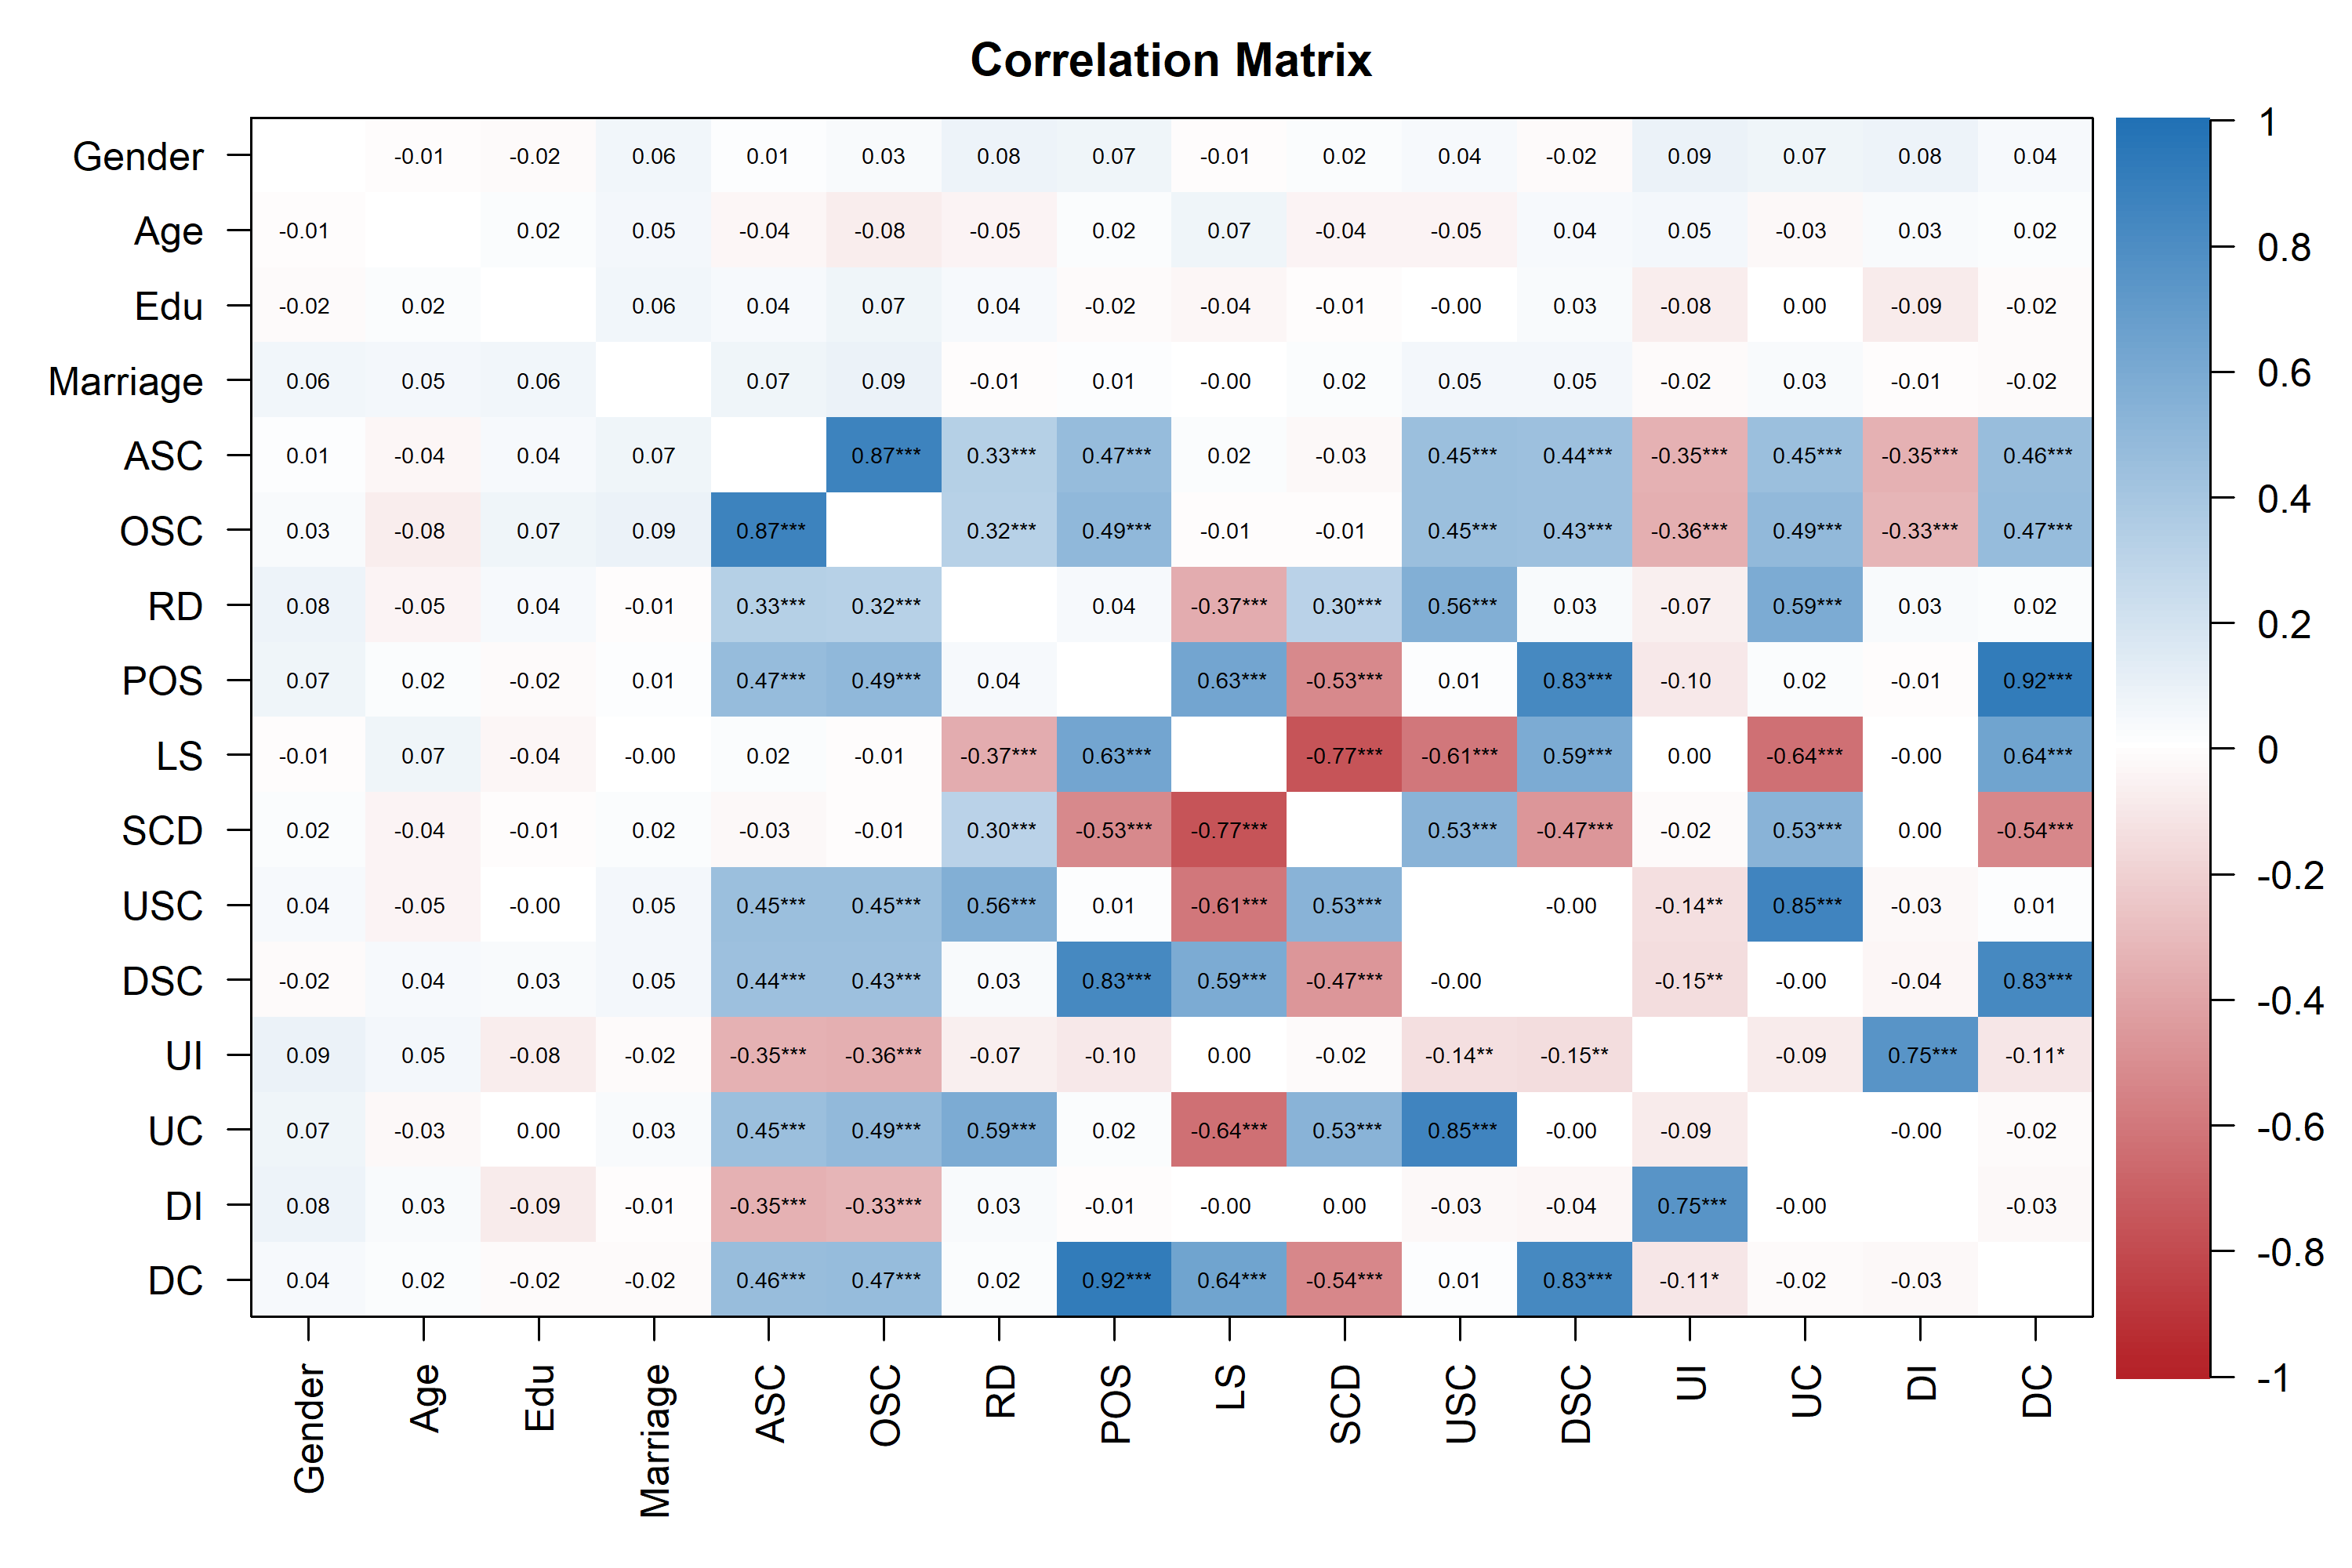 Correlation Matrix
Gender -0.01 -0.02 0.06 0.01 0.03 0.08 0.07 -0.01 0.02 0.04 -0.02 0.09 0.07 0.08 0.04
Age -0.01 0.02 0.05 -0.04 -0.08 -0.05 0.02 0.07 -0.04 -0.05 0.04 0.05 -0.03 0.03 0.02
Edu -0.02 0.02 0.06 0.04 0.07 0.04 -0.02 -0.04 -0.01 -0.00 0.03 -0.08 0.00 -0.09 -0.02
Marriage 0.06 0.05 0.06 0.07 0.09 -0.01 0.01 -0.00 0.02 0.05 0.05 -0.02 0.03 -0.01 -0.02
ASC 0.01 -0.04 0.04 0.07 0.87*** 0.33*** 0.47*** 0.02 -0.03 0.45*** 0.44*** -0.35*** 0.45*** -0.35*** 0.46***
OSC 0.03 -0.08 0.07 0.09 0.87*** 0.32*** 0.49*** -0.01 -0.01 0.45*** 0.43*** -0.36*** 0.49*** -0.33*** 0.47***
RD 0.08 -0.05 0.04 -0.01 0.33*** 0.32*** 0.04 -0.37*** 0.30*** 0.56*** 0.03 -0.07 0.59*** 0.03 0.02
POS 0.07 0.02 -0.02 0.01 0.47*** 0.49*** 0.04 0.63*** -0.53*** 0.01 0.83*** -0.10 0.02 -0.01 0.92***
LS -0.01 0.07 -0.04 -0.00 0.02 -0.01 -0.37*** 0.63*** -0.77*** -0.61*** 0.59*** 0.00 -0.64*** -0.00 0.64***
SCD 0.02 -0.04 -0.01 0.02 -0.03 -0.01 0.30*** -0.53*** -0.77*** 0.53*** -0.47*** -0.02 0.53*** 0.00 -0.54***
USC 0.04 -0.05 -0.00 0.05 0.45*** 0.45*** 0.56*** 0.01 -0.61*** 0.53*** -0.00 -0.14** 0.85*** -0.03 0.01
DSC -0.02 0.04 0.03 0.05 0.44*** 0.43*** 0.03 0.83*** 0.59*** -0.47*** -0.00 -0.15** -0.00 -0.04 0.83***
UI 0.09 0.05 -0.08 -0.02 -0.35*** -0.36*** -0.07 -0.10 0.00 -0.02 -0.14** -0.15** -0.09 0.75*** -0.11*
UC 0.07 -0.03 0.00 0.03 0.45*** 0.49*** 0.59*** 0.02 -0.64*** 0.53*** 0.85*** -0.00 -0.09 -0.00 -0.02
DI 0.08 0.03 -0.09 -0.01 -0.35*** -0.33*** 0.03 -0.01 -0.00 0.00 -0.03 -0.04 0.75*** -0.00 -0.03
DC 0.04 0.02 -0.02 -0.02 0.46*** 0.47*** 0.02 0.92*** 0.64*** -0.54*** 0.01 0.83*** -0.11* -0.02 -0.03
Gender Age Edu Marriage ASC OSC RD POS LS SCD USC DSC UI UC DI DC
1
0.8
0.6
0.4
0.2
0
-0.2
-0.4
-0.6
-0.8
-1